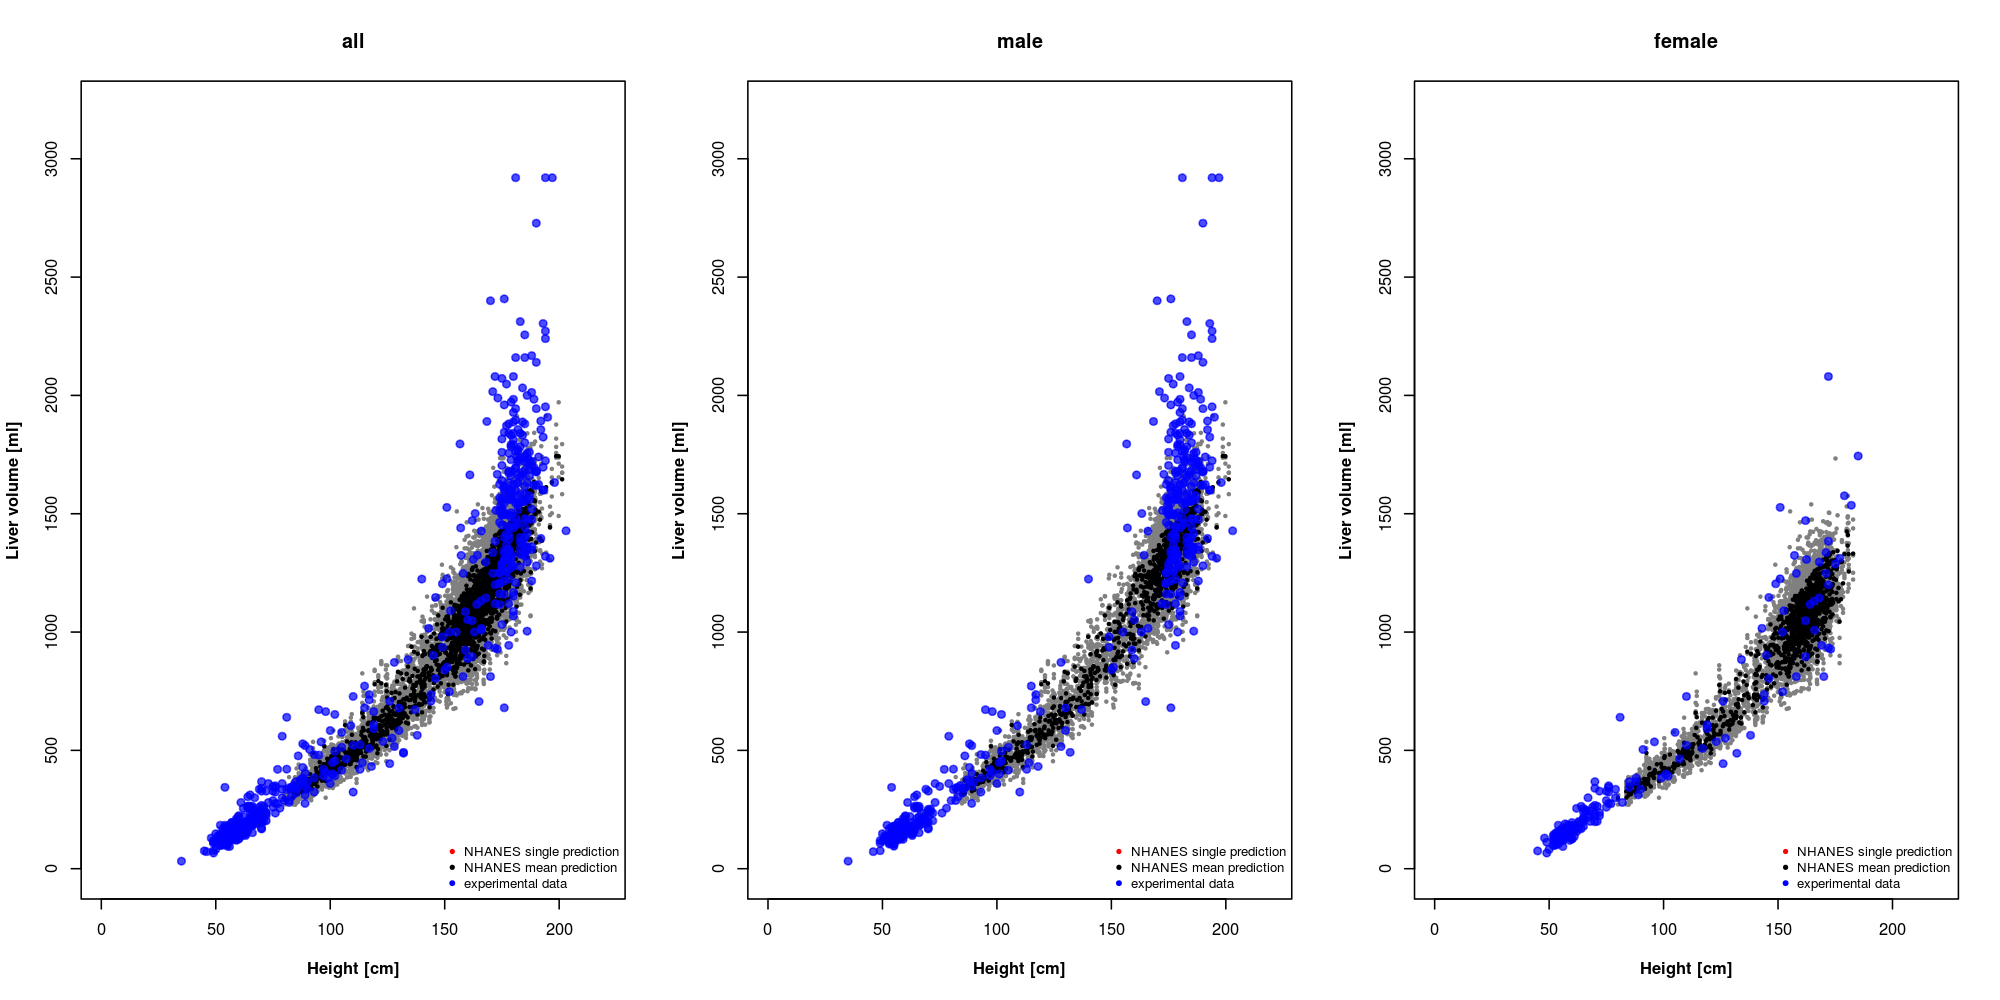 all
Liver volume [ml]
3000
2500
2000
1500
1000
500
0
0 50 100 150 200
Height [cm]
NHANES single prediction
NHANES mean prediction
experimental data
male
Liver volume [ml]
3000
2500
2000
1500
1000
500
0
0 50 100 150 200
Height [cm]
NHANES single prediction
NHANES mean prediction
experimental data
female
Liver volume [ml]
3000
2500
2000
1500
1000
500
0
0 50 100 150 200
Height [cm]
NHANES single prediction
NHANES mean prediction
experimental data